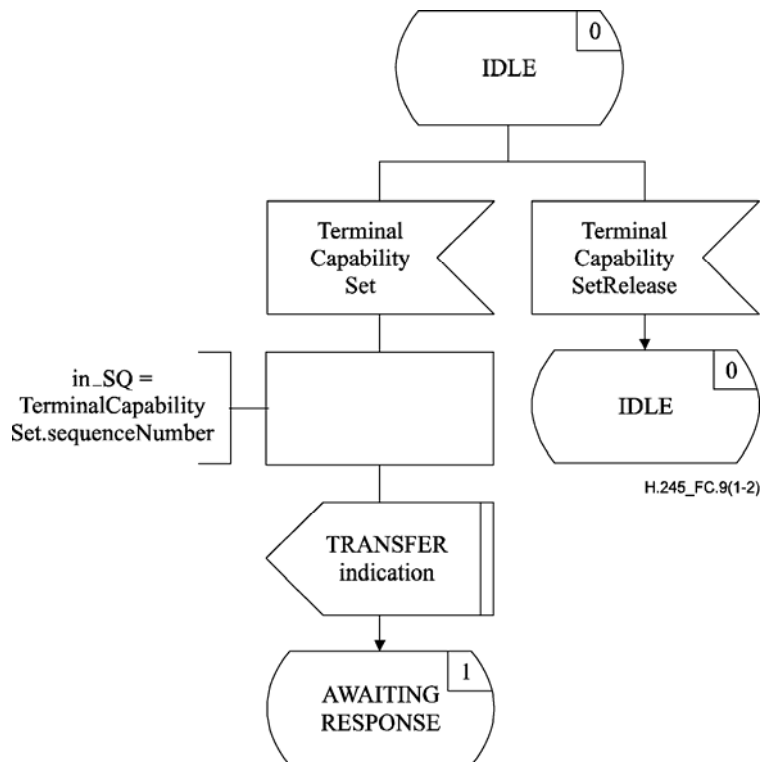 0
IDLE
Terminal
Capability
Set
Terminal
Capability
SetRelease
in_SQ =
TerminalCapability
Set.sequenceNumber
0
IDLE
H.245_FC.9(1-2)
TRANSFER
indication
1
AWAITING
RESPONSE